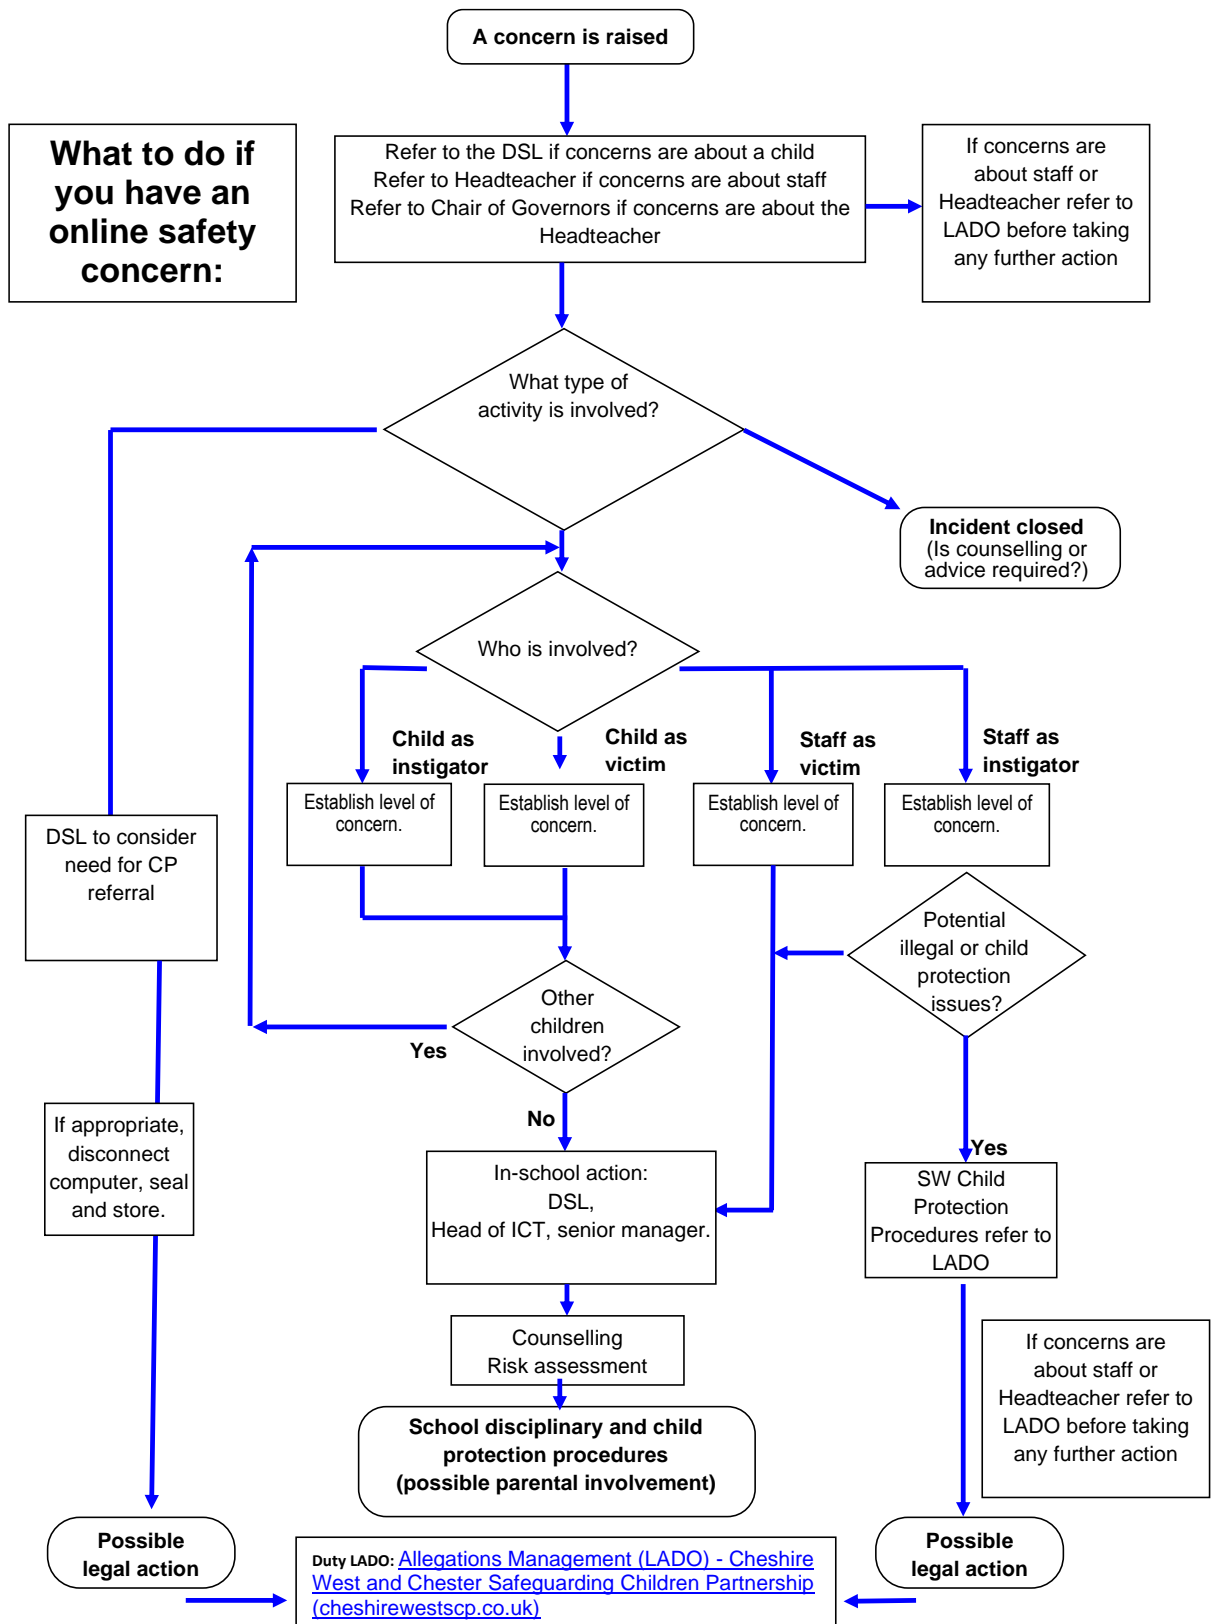 A concern is raised
What to do if
you have an
online safety
concern:
Refer to the DSL if concerns are about a child
Refer to Headteacher if concerns are about staff
Refer to Chair of Governors if concerns are about the
Headteacher
If concerns are
about staff or
Headteacher refer to
LADO before taking
any further action
What type of
activity is involved?
Incident closed
(Is counselling or
advice required?)
Who is involved?
Child as
instigator
Child as
victim
Staff as
victim
Staff as
instigator
Establish level of
concern.
Establish level of
concern.
Establish level of
concern.
Establish level of
concern.
DSL to consider
need for CP
referral
Potential
illegal or child
protection
issues?
Other
children
involved?
Yes
No
If appropriate,
disconnect
computer, seal
and store.
Yes
In-school action:
DSL,
Head of ICT, senior manager.
SW Child
Protection
Procedures refer to
LADO
Counselling
Risk assessment
If concerns are
about staff or
Headteacher refer to
LADO before taking
any further action
School disciplinary and child
protection procedures
(possible parental involvement)
Possible
legal action
Duty LADO: Allegations Management (LADO) - Cheshire
West and Chester Safeguarding Children Partnership
(cheshirewestscp.co.uk)
Possible
legal action